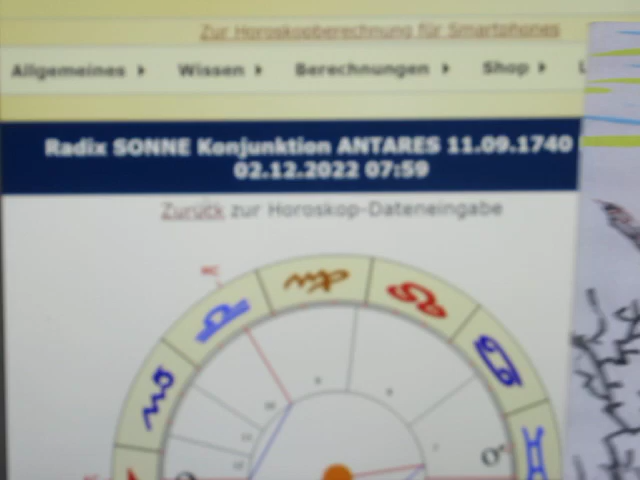 Zur Horoskopberechnung für Smartphones
Allgemeines Wissen Berechnungen Shop
Radix SONNE Konjunktion ANTARES 11.09.1740
02.12.2022 07:59
Zurück zur Horoskop-Dateneingabe